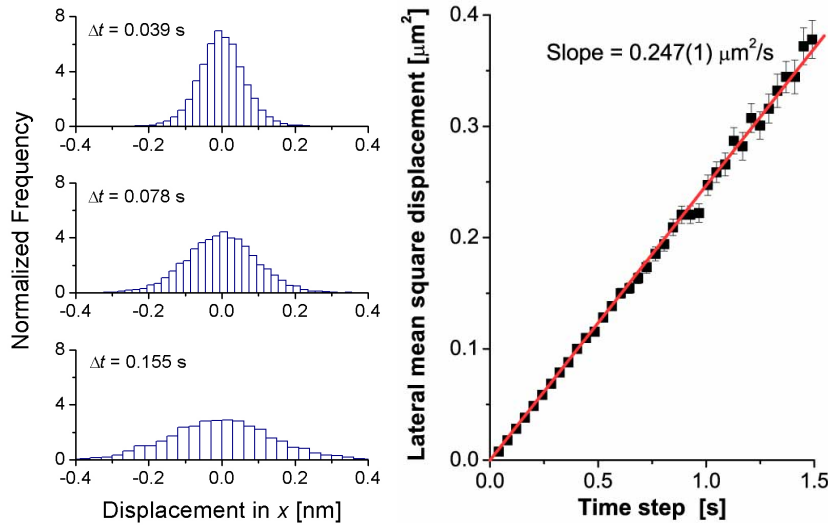 Normalized Frequency
8
4
0
Δt = 0.039 s
-0.4 -0.2 0.0 0.2 0.4
8
4
0
Δt = 0.078 s
-0.4 -0.2 0.0 0.2 0.4
8
4
0
Δt = 0.155 s
-0.4 -0.2 0.0 0.2 0.4
Displacement in x [nm]
Lateral mean square displacement [μm²]
0.4
0.3
0.2
0.1
0.0
Slope = 0.247(1) μm²/s
0.0 0.5 1.0 1.5
Time step [s]